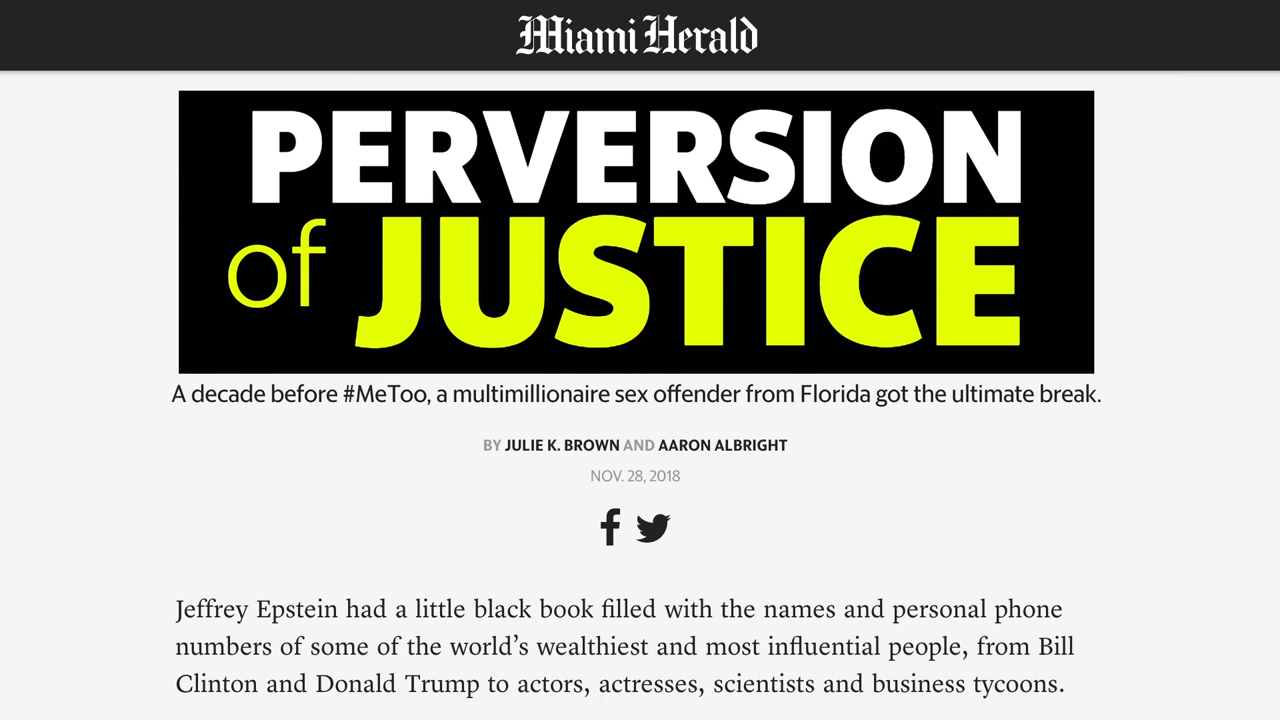 Miami Herald
PERVERSION
of JUSTICE
A decade before #MeToo, a multimillionaire sex offender from Florida got the ultimate break.
BY JULIE K. BROWN AND AARON ALBRIGHT
NOV. 28, 2018
Jeffrey Epstein had a little black book filled with the names and personal phone
numbers of some of the world’s wealthiest and most influential people, from Bill
Clinton and Donald Trump to actors, actresses, scientists and business tycoons.